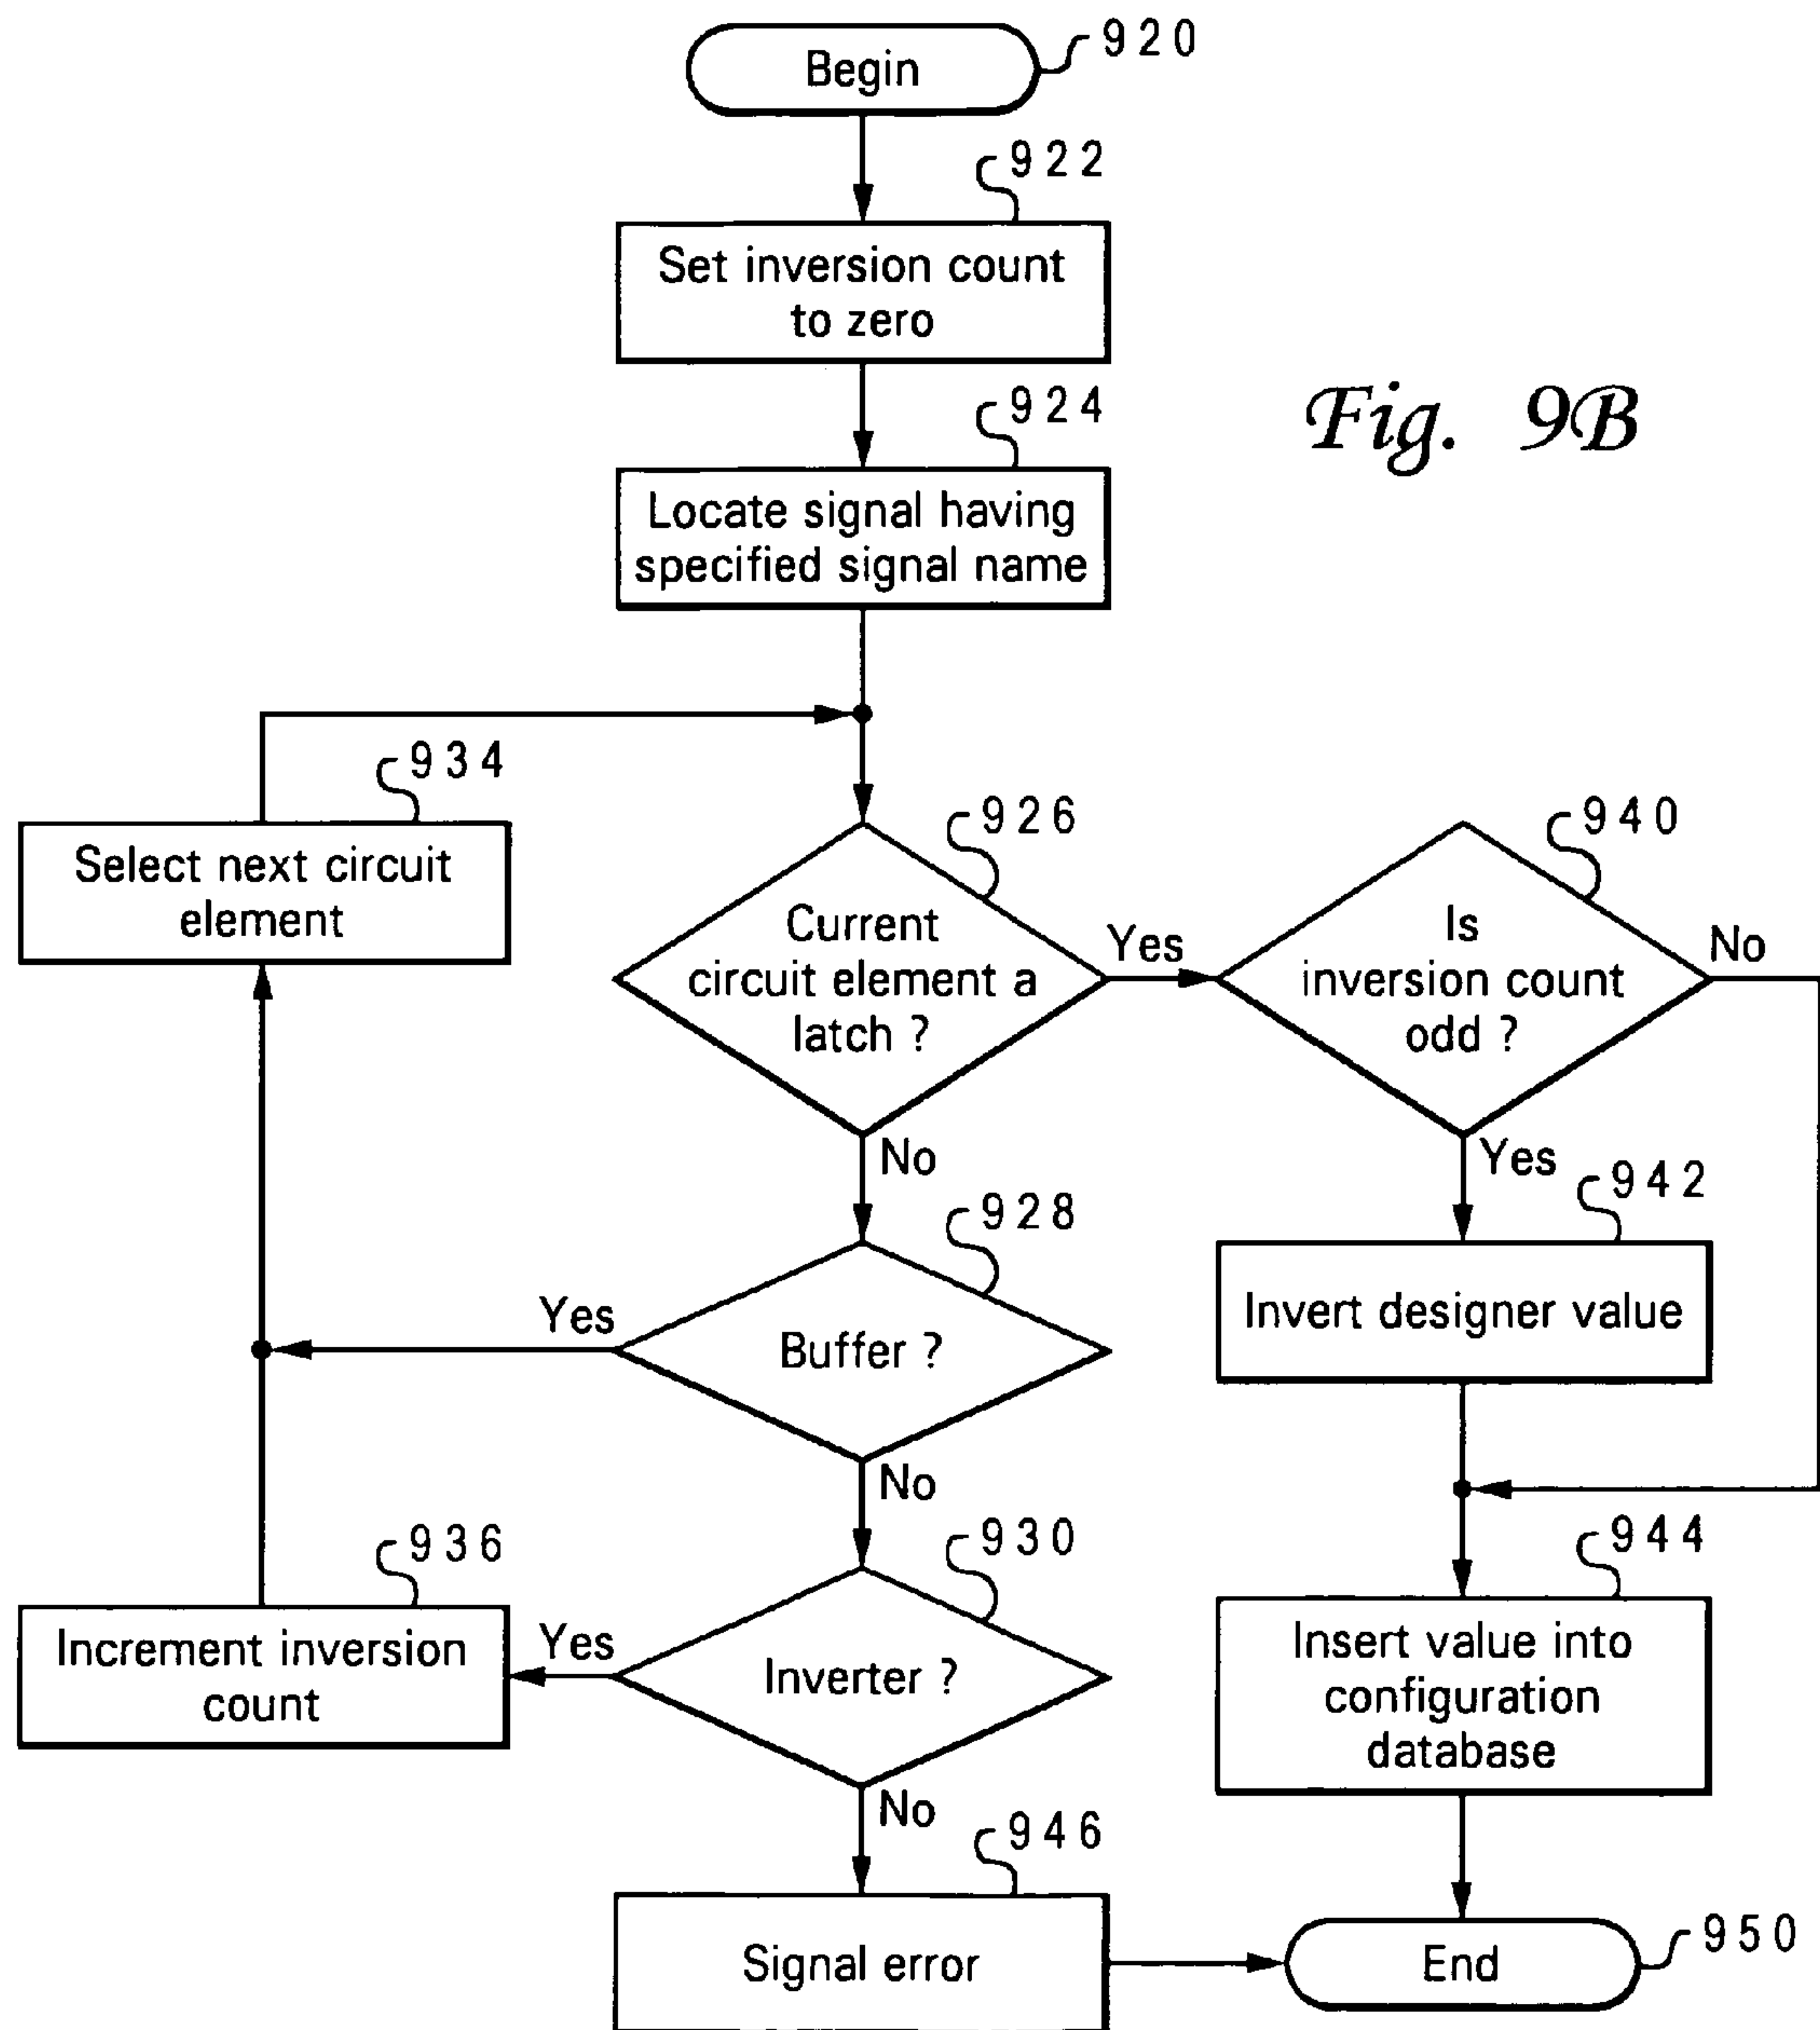 Begin
920
922
Set inversion count
to zero
Fig. 9B
924
Locate signal having
specified signal name
934
Select next circuit
element
926
Current
circuit element a
latch ?
Yes
No
940
Is
inversion count
odd ?
No
Yes
942
Invert designer value
928
Buffer ?
Yes
No
930
Inverter ?
Yes
No
936
Increment inversion
count
944
Insert value into
configuration
database
946
Signal error
End
950